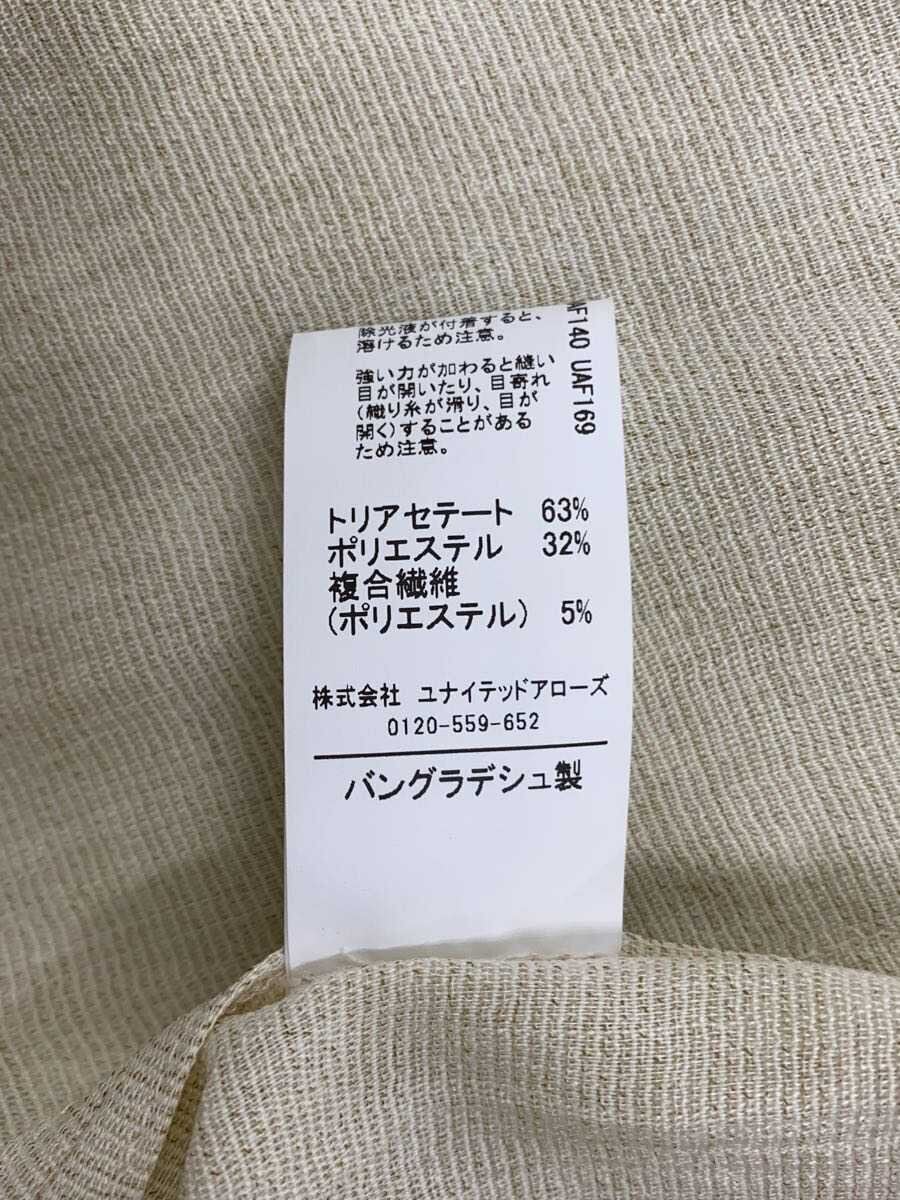 除光液が付着すると、
溶けるため注意。
強い力が加わると縫い
目が開いたり、目寄れ
(織り糸が滑り、目が
開く)することがある
ため注意。
AF140 UAF169
トリアセテート 63%
ポリエステル 32%
複合繊維
(ポリエステル) 5%
株式会社 ユナイテッドアローズ
0120-559-652
バングラデシュ製